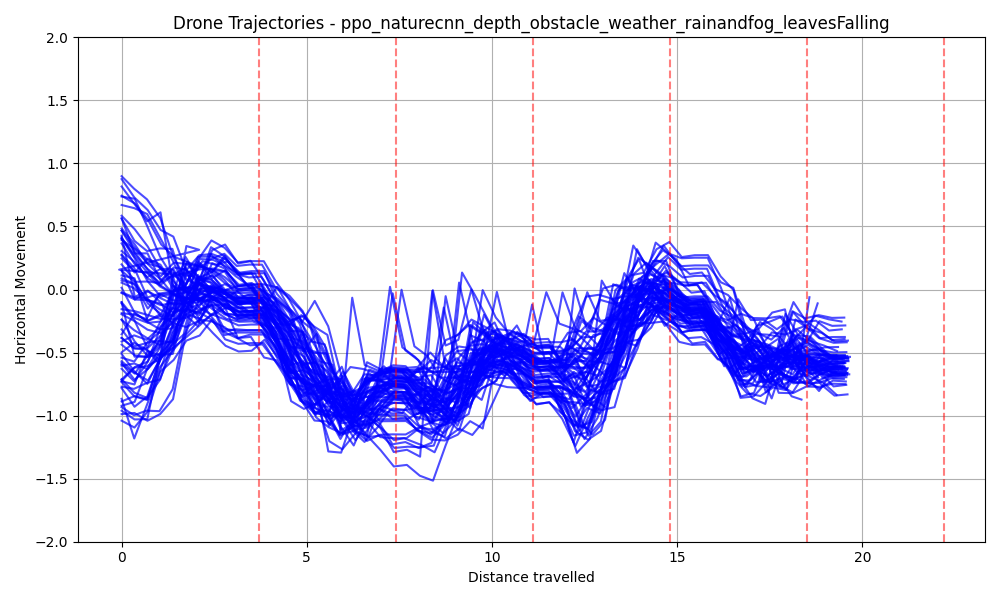 Drone Trajectories - ppo_naturecnn_depth_obstacle_weather_rainandfog_leavesFalling
2.0
1.5
1.0
0.5
0.0
−0.5
−1.0
−1.5
−2.0
Horizontal Movement
0 5 10 15 20
Distance travelled